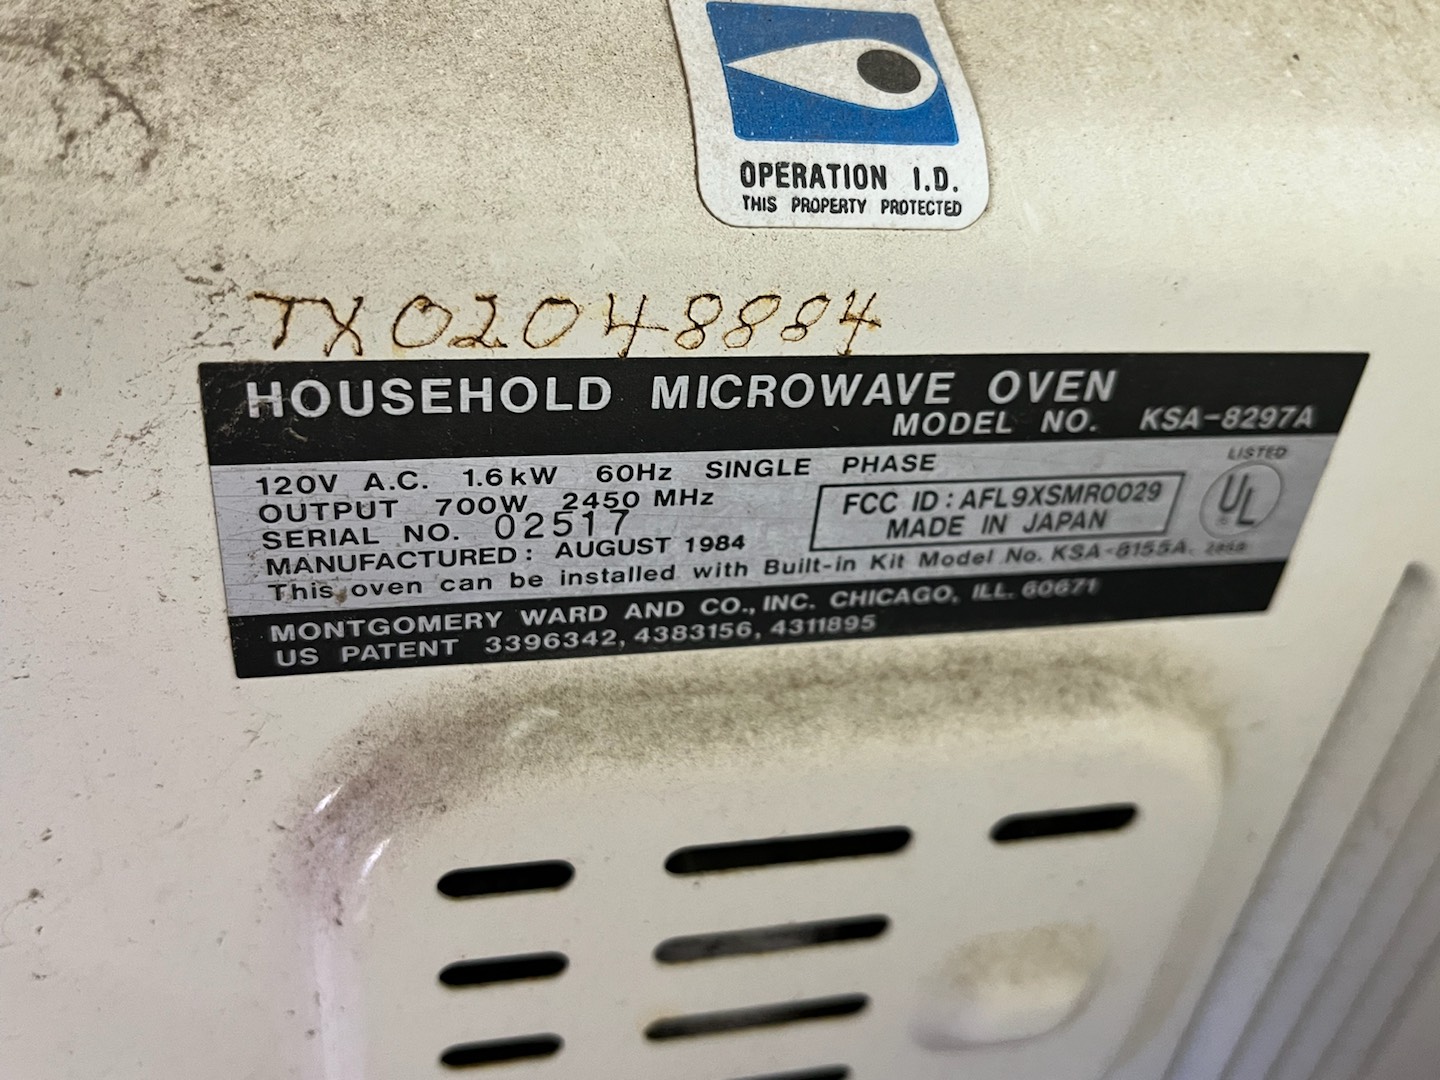 OPERATION I.D.
THIS PROPERTY PROTECTED
TX02048884
HOUSEHOLD MICROWAVE OVEN
MODEL NO. KSA-8297A
120V A.C. 1.6kW 60Hz SINGLE PHASE
OUTPUT 700W 2450 MHz
SERIAL NO. 02517
MANUFACTURED: AUGUST 1984
FCC ID: AFL9XSMR0029
MADE IN JAPAN
LISTED
UL
®
This oven can be installed with Built-in Kit Model No. KSA-8155A.
MONTGOMERY WARD AND CO., INC. CHICAGO, ILL. 60671
US PATENT 3396342, 4383156, 4311895